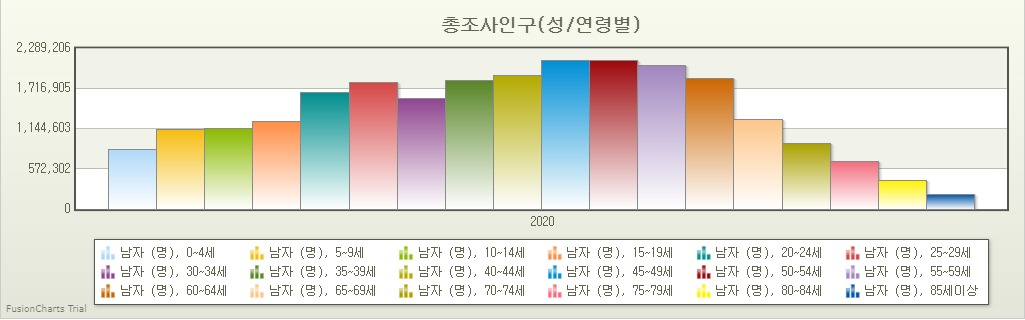 총조사인구(성/연령별)
2,289,206
1,716,905
1,144,603
572,302
0
2020
남자 (명), 0~4세 남자 (명), 5~9세 남자 (명), 10~14세 남자 (명), 15~19세 남자 (명), 20~24세 남자 (명), 25~29세
남자 (명), 30~34세 남자 (명), 35~39세 남자 (명), 40~44세 남자 (명), 45~49세 남자 (명), 50~54세 남자 (명), 55~59세
남자 (명), 60~64세 남자 (명), 65~69세 남자 (명), 70~74세 남자 (명), 75~79세 남자 (명), 80~84세 남자 (명), 85세이상
FusionCharts Trial